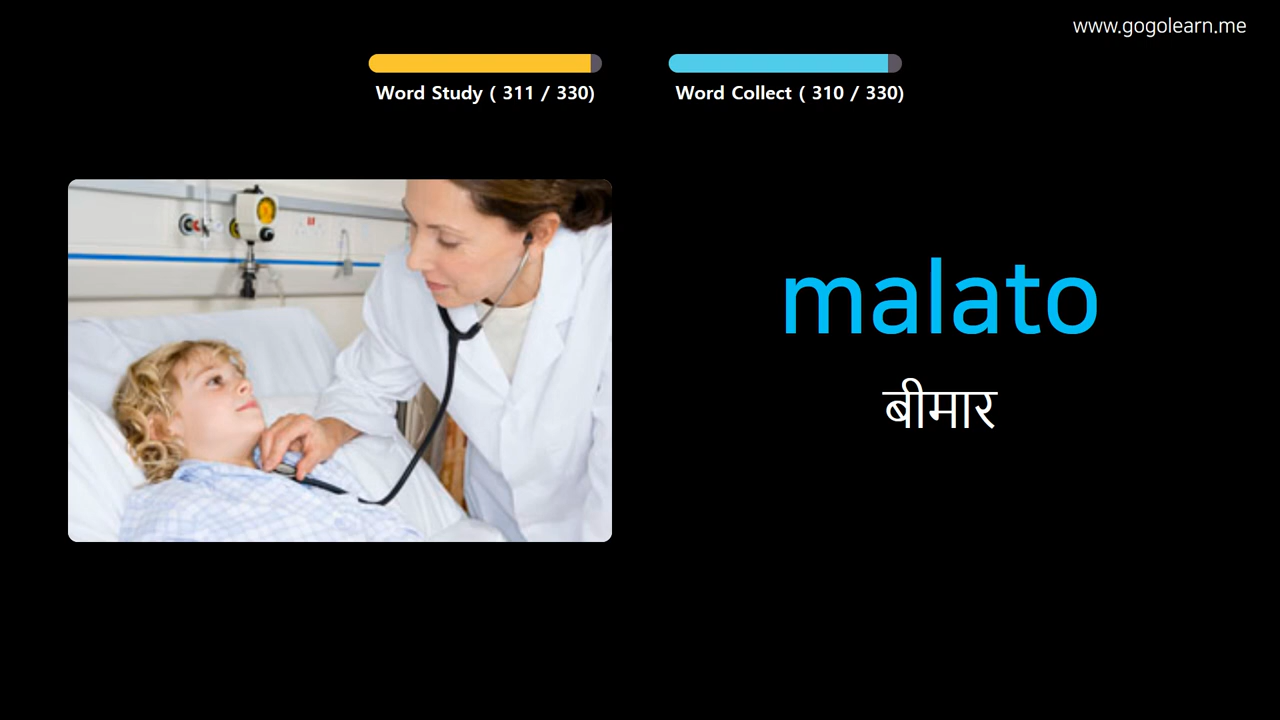 www.gogolearn.me
Word Study ( 311 / 330)
Word Collect ( 310 / 330)
malato
बीमार